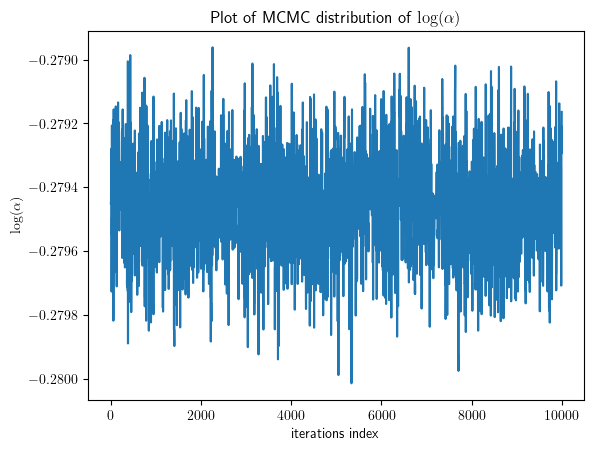 Plot of MCMC distribution of log(α)
−0.2790
−0.2792
−0.2794
−0.2796
−0.2798
−0.2800
log(α)
0 2000 4000 6000 8000 10000
iterations index